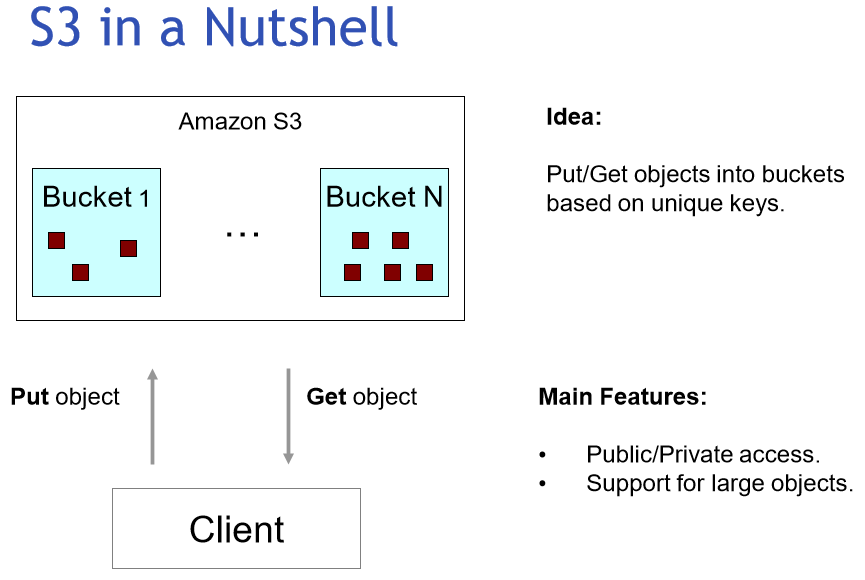 S3 in a Nutshell
Amazon S3
Bucket 1
...
Bucket N
Idea:
Put/Get objects into buckets
based on unique keys.
Put object
Get object
Client
Main Features:
• Public/Private access.
• Support for large objects.